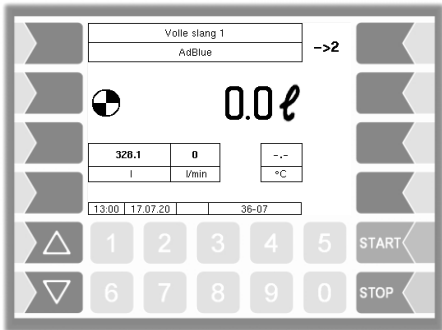 Volle slang 1
AdBlue
->2
0.0 ℓ
328.1 0 -.-
l l/min °C
13:00 17.07.20 36-07
1 2 3 4 5 START
6 7 8 9 0 STOP